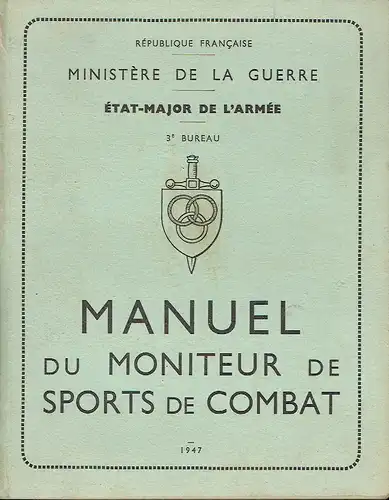 RÉPUBLIQUE FRANÇAISE
MINISTÈRE DE LA GUERRE
ÉTAT-MAJOR DE L'ARMÉE
3e BUREAU
MANUEL
DU MONITEUR DE
SPORTS DE COMBAT
1947